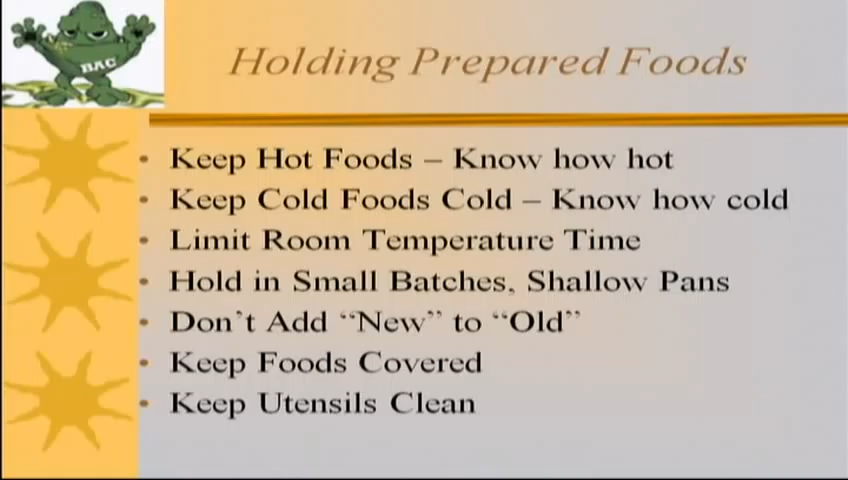 BAC
Holding Prepared Foods
• Keep Hot Foods – Know how hot
• Keep Cold Foods Cold – Know how cold
• Limit Room Temperature Time
• Hold in Small Batches, Shallow Pans
• Don't Add “New” to “Old”
• Keep Foods Covered
• Keep Utensils Clean